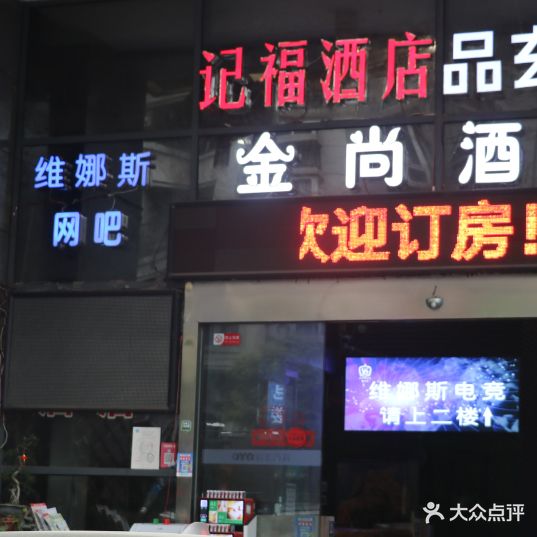 记福酒店
品
金尚酒
维娜斯
网吧
欢迎订房!
维娜斯电竞
请上二楼↑
大众点评